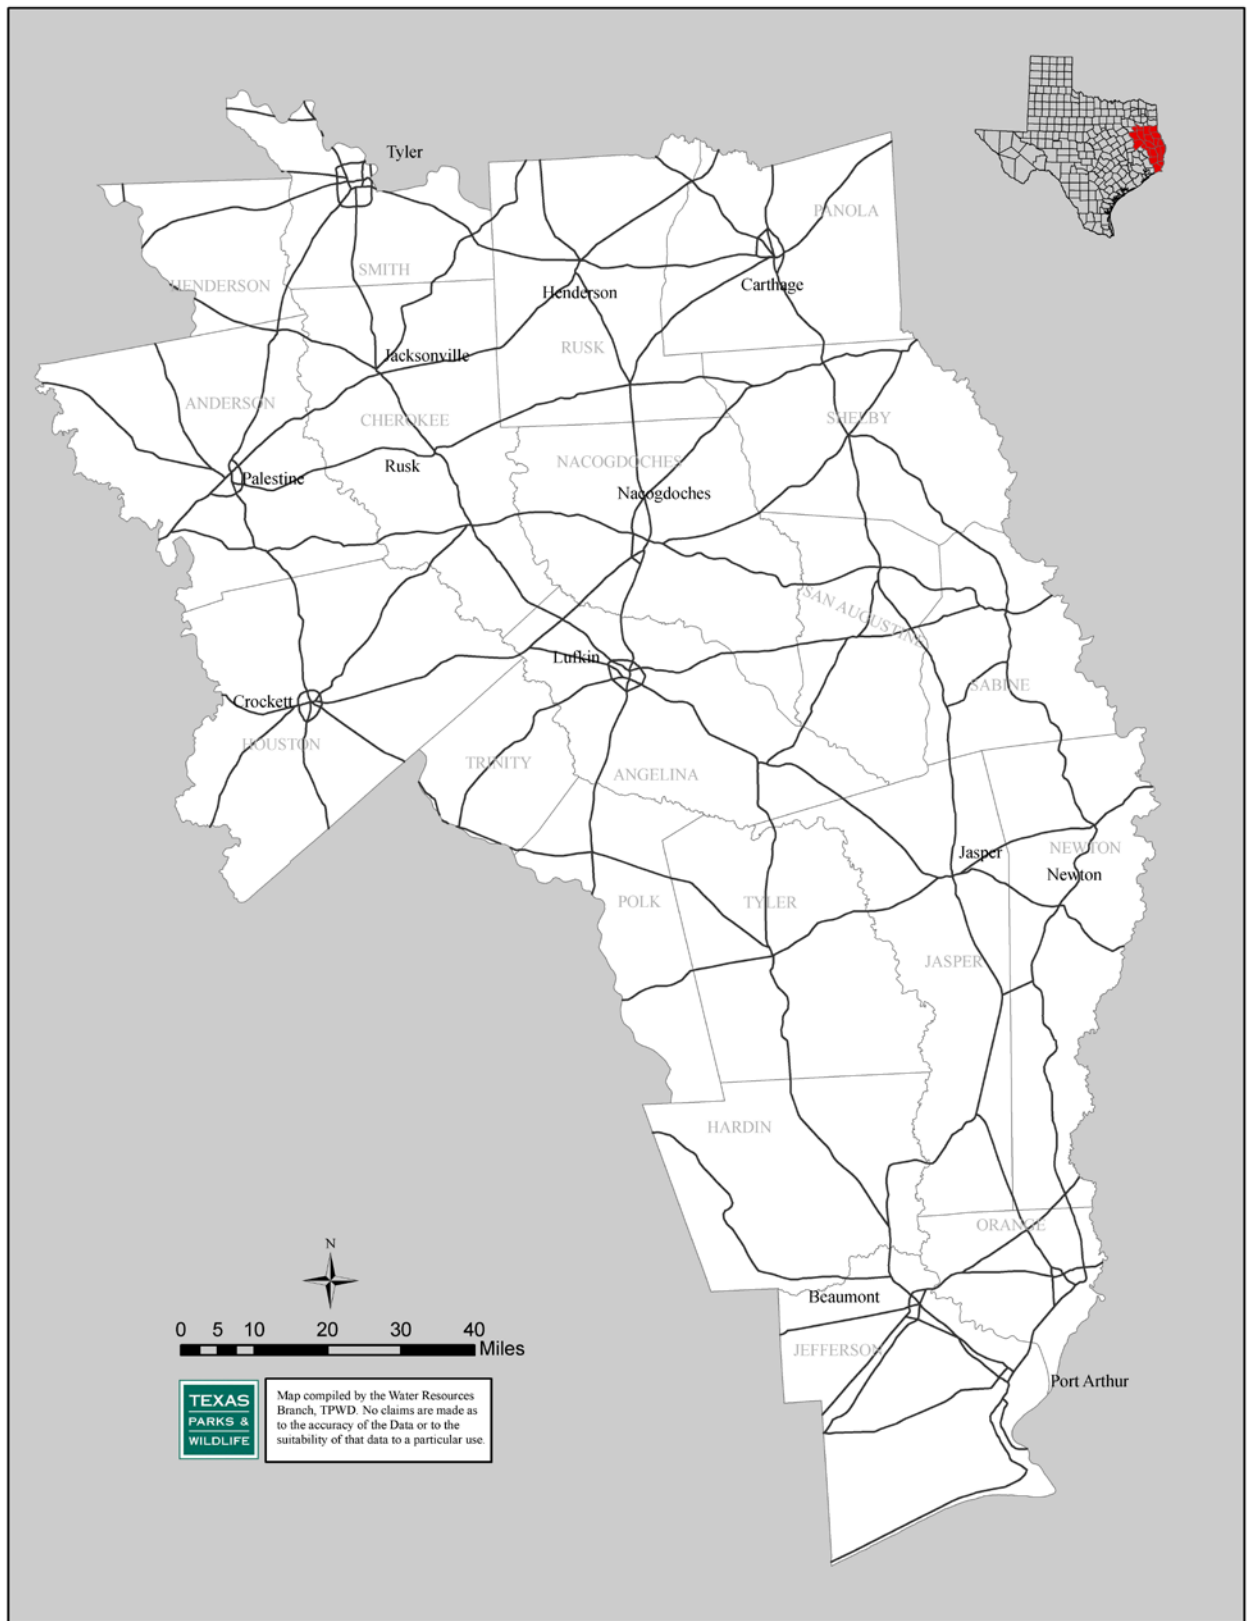 Tyler
PANOLA
SMITH
HENDERSON
Carthage
Henderson
RUSK
Jacksonville
ANDERSON
CHEROKEE
SHELBY
NACOGDOCHES
Rusk
Palestine
Nacogdoches
SAN AUGUSTINE
Lufkin
SABINE
Crockett
HOUSTON
TRINITY
ANGELINA
Jasper
NEWTON
Newton
POLK
TYLER
JASPER
HARDIN
ORANGE
N
Beaumont
0 5 10 20 30 40
Miles
JEFFERSON
Port Arthur
TEXAS
PARKS &
WILDLIFE
Map compiled by the Water Resources
Branch, TPWD. No claims are made as
to the accuracy of the Data or to the
suitability of that data to a particular use.